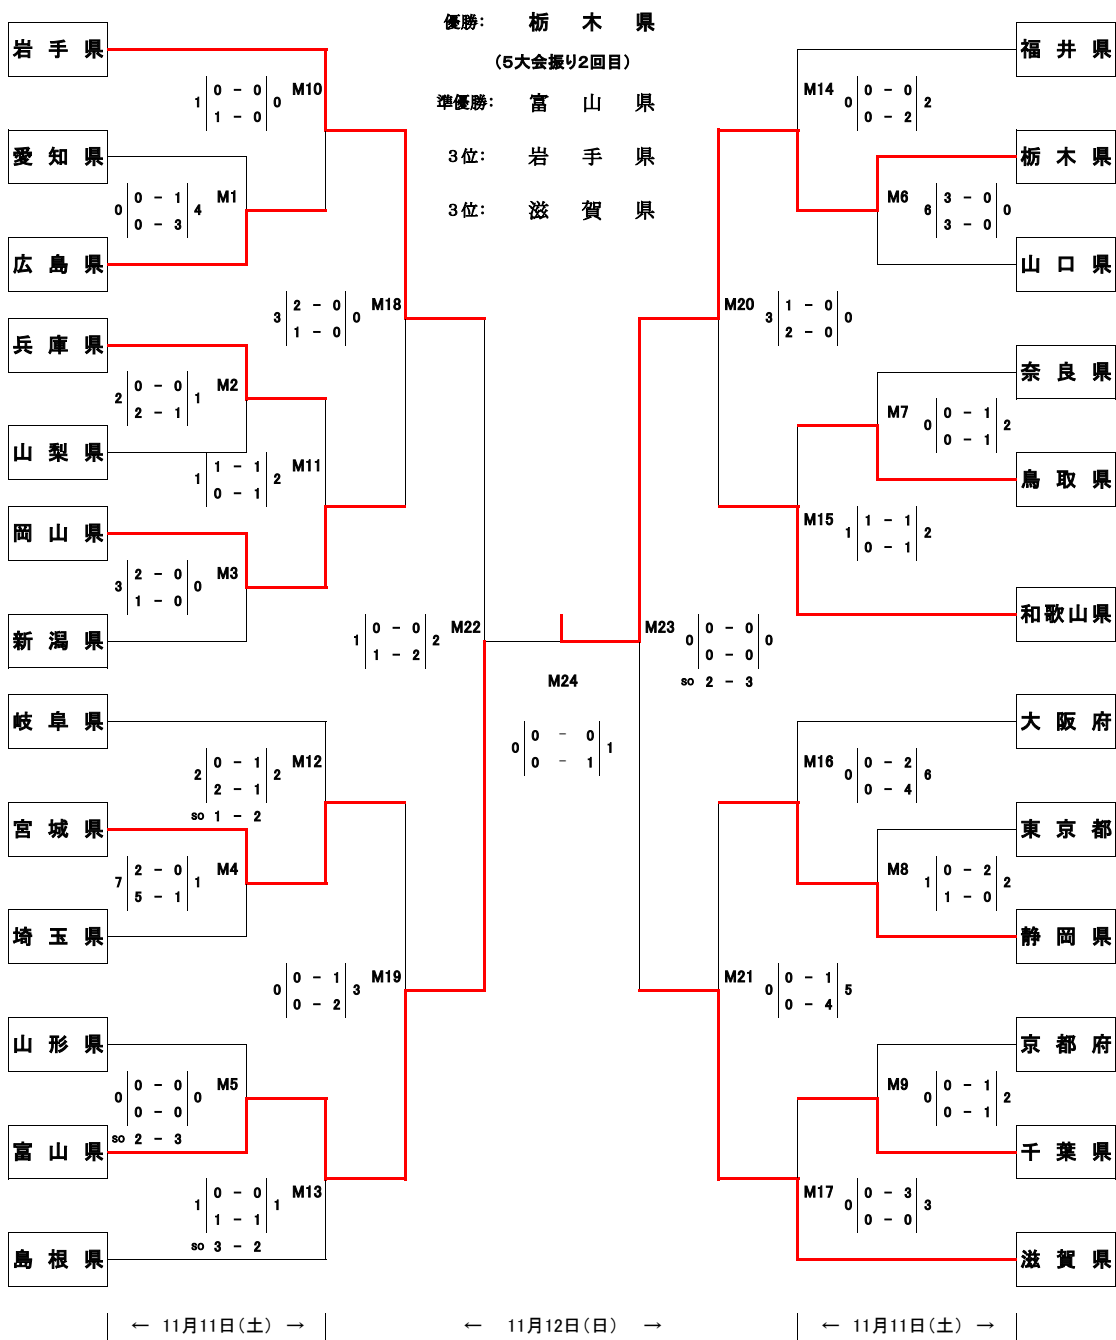 優勝: 栃木県
(5大会振り2回目)
準優勝: 富山県
3位: 岩手県
3位: 滋賀県
岩手県
1 0 - 0 0 M10
1 - 0
愛知県
0 0 - 1 4 M1
0 - 3
広島県
3 2 - 0 0 M18
1 - 0
兵庫県
2 0 - 0 1 M2
2 - 1
山梨県
1 1 - 1 2 M11
0 - 1
岡山県
3 2 - 0 0 M3
1 - 0
新潟県
1 0 - 0 2 M22
1 - 2
岐阜県
2 0 - 1 2 M12
2 - 1
so 1 - 2
宮城県
7 2 - 0 1 M4
5 - 1
埼玉県
0 0 - 1 3 M19
0 - 2
山形県
0 0 - 0 0 M5
0 - 0
so 2 - 3
富山県
1 0 - 0 1 M13
1 - 1
so 3 - 2
島根県
M24
0 0 - 0 1
0 - 1
福井県
M14 0 0 - 0 2
0 - 2
栃木県
M6 6 3 - 0 0
3 - 0
山口県
M20 3 1 - 0 0
2 - 0
奈良県
M7 0 0 - 1 2
0 - 1
鳥取県
M15 1 1 - 1 2
0 - 1
和歌山県
M23 0 0 - 0 0
0 - 0
so 2 - 3
大阪府
M16 0 0 - 2 6
0 - 4
東京都
M8 1 0 - 2 2
1 - 0
静岡県
M21 0 0 - 1 5
0 - 4
京都府
M9 0 0 - 1 2
0 - 1
千葉県
M17 0 0 - 3 3
0 - 0
滋賀県
← 11月11日(土) → ← 11月12日(日) → ← 11月11日(土) →